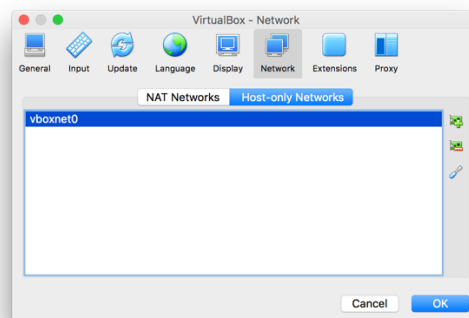 VirtualBox - Network
General Input Update Language Display Network Extensions Proxy
NAT Networks Host-only Networks
vboxnet0
Cancel OK